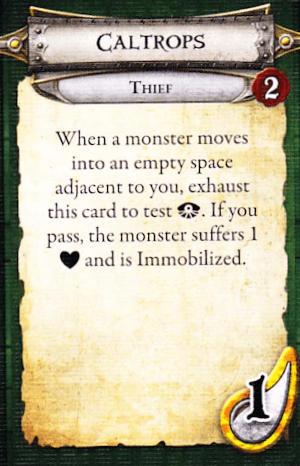 Caltrops
Thief
2
When a monster moves
into an empty space
adjacent to you, exhaust
this card to test . If you
pass, the monster suffers 1
and is Immobilized.
1